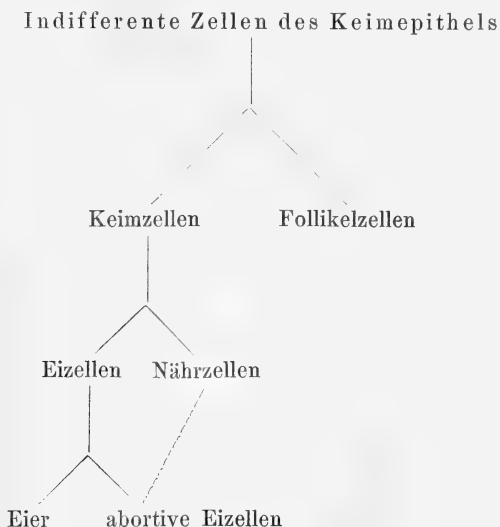 Indifferente Zellen des Keimepithels
Keimzellen Follikelzellen
Eizellen Nährzellen
Eier abortive Eizellen